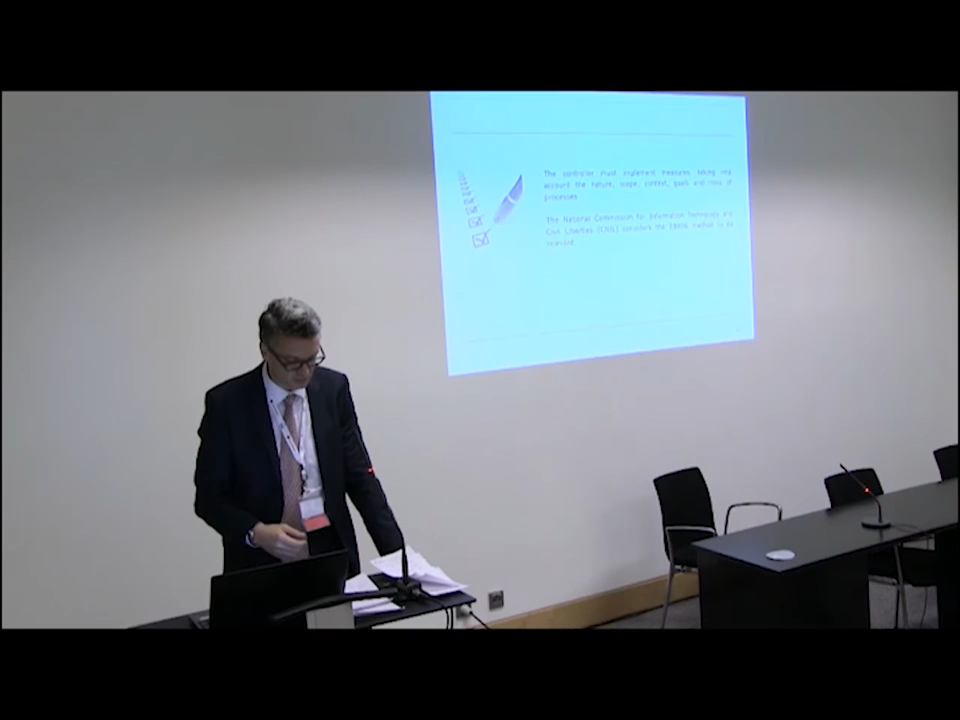 The controller must implement measures, taking into
account the nature, scope, context, goals and risks of
processes.
The National Commission for Information Technology and
Civil Liberties (CNIL) considers the EBIOS method to be
relevant.